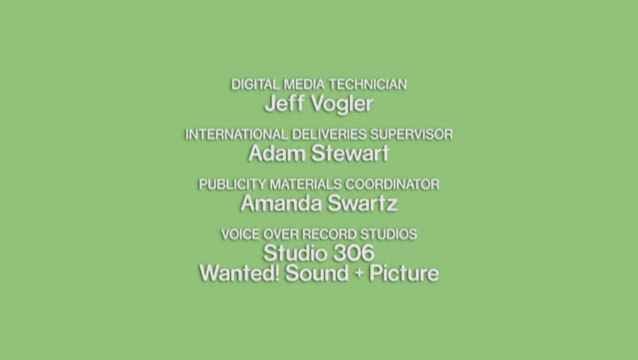 DIGITAL MEDIA TECHNICIAN
Jeff Vogler
INTERNATIONAL DELIVERIES SUPERVISOR
Adam Stewart
PUBLICITY MATERIALS COORDINATOR
Amanda Swartz
VOICE OVER RECORD STUDIOS
Studio 306
Wanted! Sound + Picture